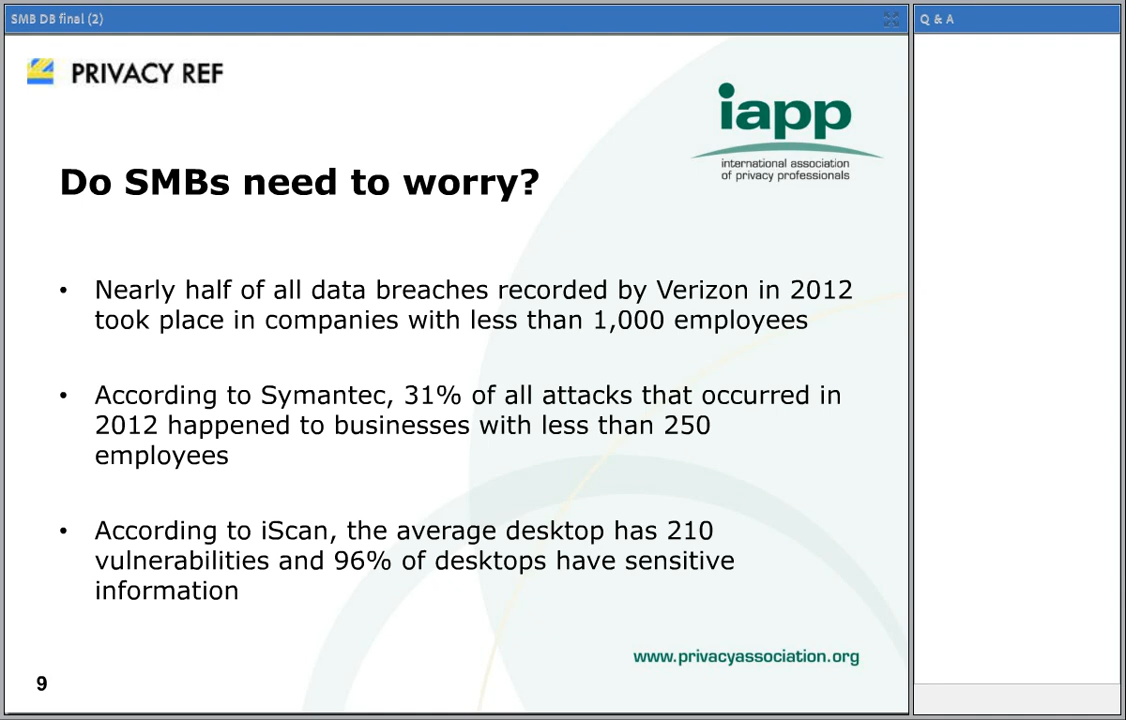 SMB DB final (2)
Q & A
PRIVACY REF
iapp
international association
of privacy professionals
Do SMBs need to worry?
• Nearly half of all data breaches recorded by Verizon in 2012
took place in companies with less than 1,000 employees
• According to Symantec, 31% of all attacks that occurred in
2012 happened to businesses with less than 250
employees
• According to iScan, the average desktop has 210
vulnerabilities and 96% of desktops have sensitive
information
www.privacyassociation.org
9